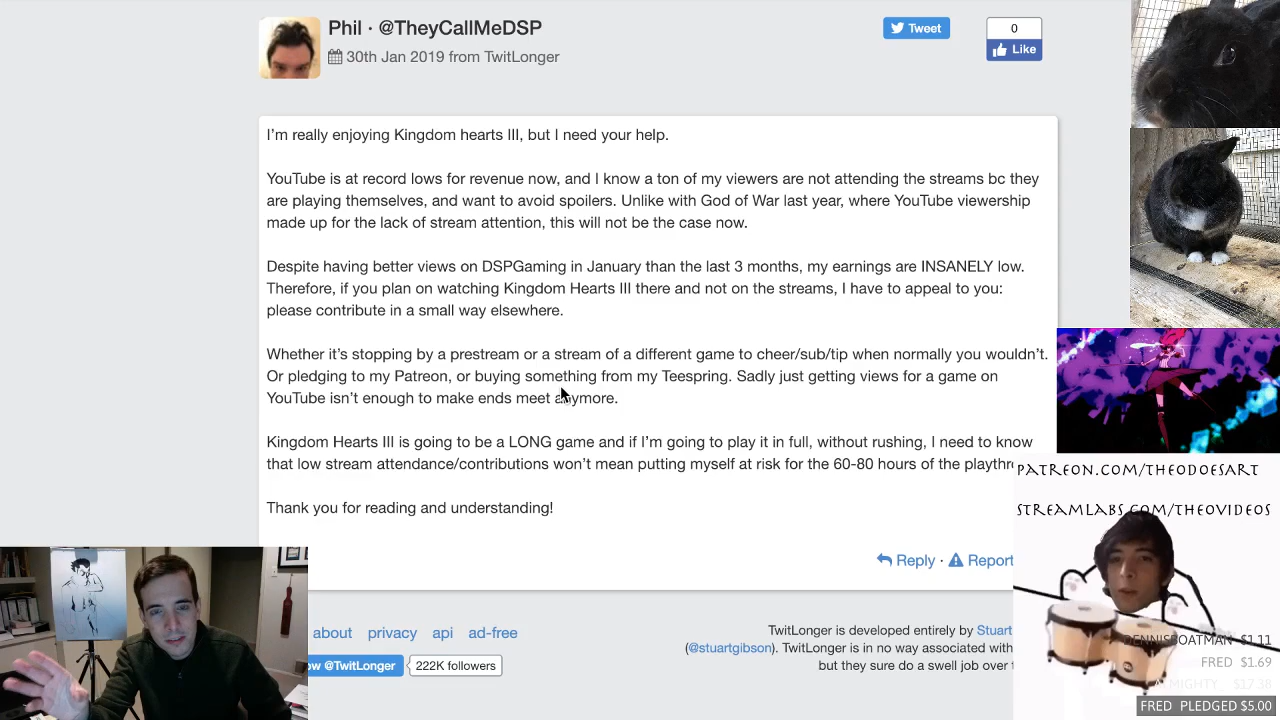 Phil · @TheyCallMeDSP
30th Jan 2019 from TwitLonger
Tweet
0
Like
I'm really enjoying Kingdom hearts III, but I need your help.
YouTube is at record lows for revenue now, and I know a ton of my viewers are not attending the streams bc they
are playing themselves, and want to avoid spoilers. Unlike with God of War last year, where YouTube viewership
made up for the lack of stream attention, this will not be the case now.
Despite having better views on DSPGaming in January than the last 3 months, my earnings are INSANELY low.
Therefore, if you plan on watching Kingdom Hearts III there and not on the streams, I have to appeal to you:
please contribute in a small way elsewhere.
Whether it's stopping by a prestream or a stream of a different game to cheer/sub/tip when normally you wouldn't.
Or pledging to my Patreon, or buying something from my Teespring. Sadly just getting views for a game on
YouTube isn't enough to make ends meet anymore.
Kingdom Hearts III is going to be a LONG game and if I'm going to play it in full, without rushing, I need to know
that low stream attendance/contributions won't mean putting myself at risk for the 60-80 hours of the playthr
Thank you for reading and understanding!
Reply · Report
PATREON.COM/THEODOESART
STREAMLABS.COM/THEOVIDEOS
about privacy api ad-free
ow @TwitLonger
222K followers
TwitLonger is developed entirely by Stuart
(@stuartgibson). TwitLonger is in no way associated with
but they sure do a swell job over t
DENNISBOATMAN $1.11
FRED $1.69
ALMIGHTY $17.38
FRED PLEDGED $5.00